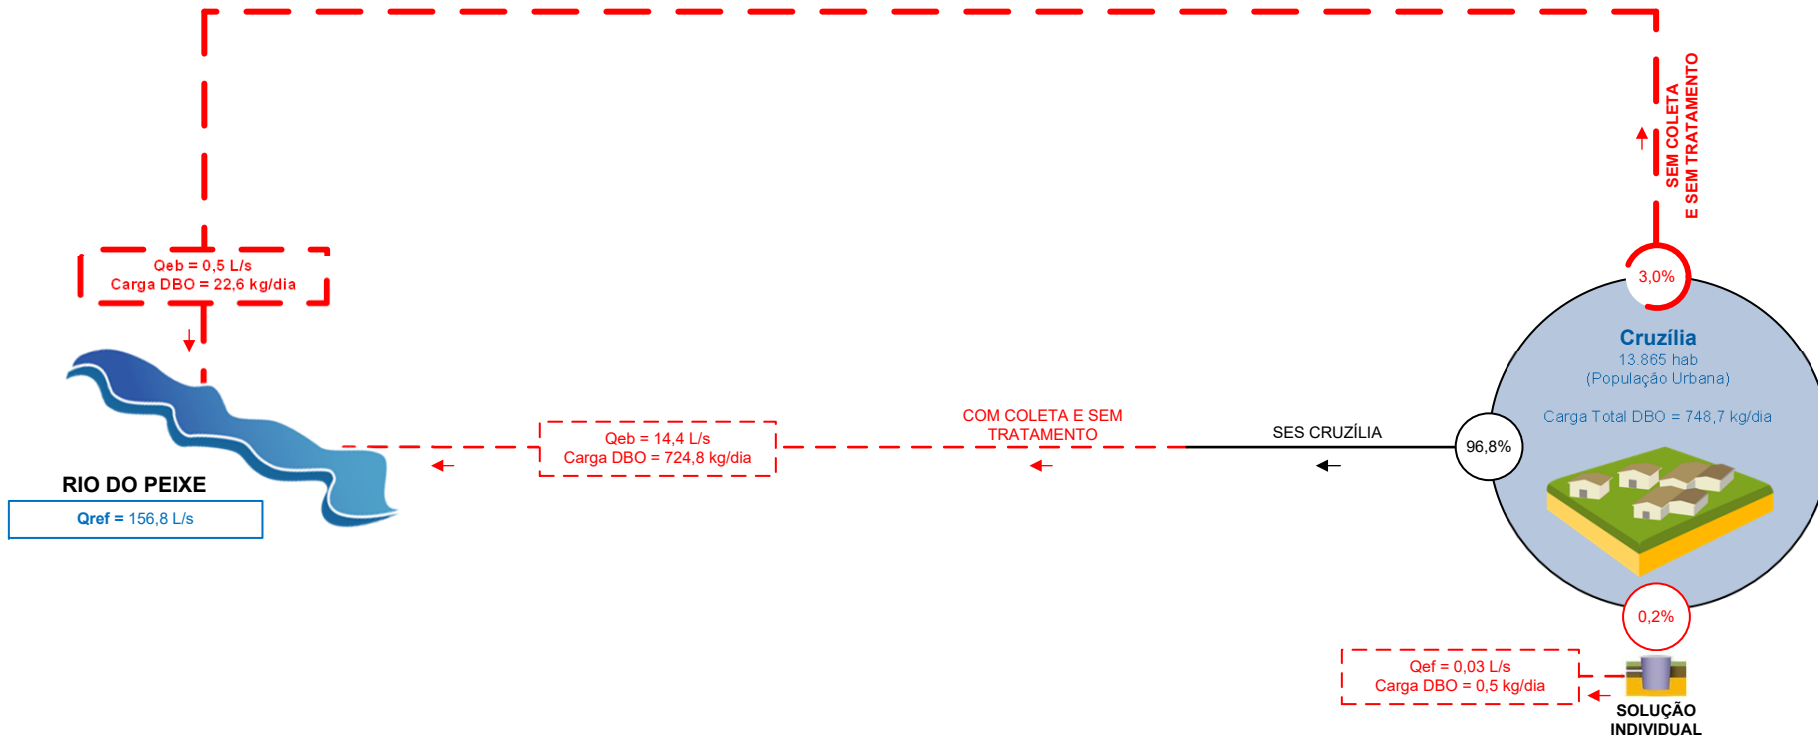 SEM COLETA
E SEM TRATAMENTO
Qeb = 0,5 L/s
Carga DBO = 22,6 kg/dia
3,0%
Cruzília
13.865 hab
(População Urbana)
Carga Total DBO = 748,7 kg/dia
COM COLETA E SEM
TRATAMENTO
SES CRUZÍLIA
96,8%
Qeb = 14,4 L/s
Carga DBO = 724,8 kg/dia
RIO DO PEIXE
Qref = 156,8 L/s
0,2%
Qef = 0,03 L/s
Carga DBO = 0,5 kg/dia
SOLUÇÃO
INDIVIDUAL